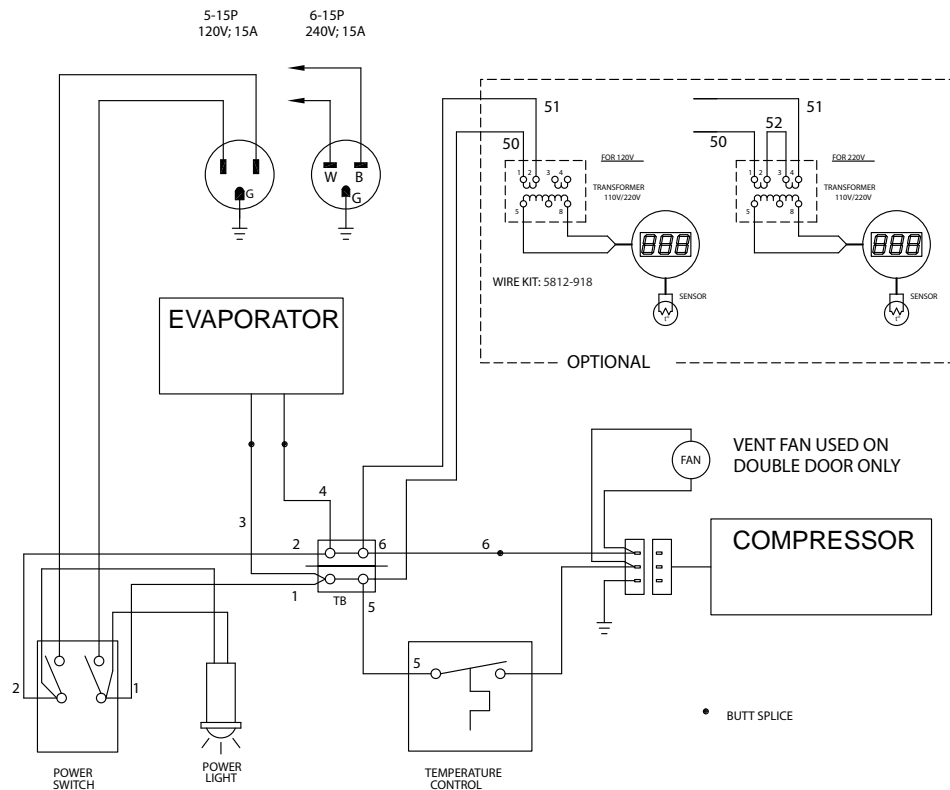 5-15P
120V; 15A
6-15P
240V; 15A
G
W B
G
51
50
FOR 120V
1 2 3 4
TRANSFORMER
110V/220V
5 8
888
SENSOR
t°
WIRE KIT: 5812-918
51
52
50
FOR 220V
1 2 3 4
TRANSFORMER
110V/220V
5 8
888
SENSOR
t°
OPTIONAL
EVAPORATOR
FAN
VENT FAN USED ON
DOUBLE DOOR ONLY
4
3
2
6
6
1
TB
5
COMPRESSOR
5
2
1
POWER
SWITCH
POWER
LIGHT
TEMPERATURE
CONTROL
BUTT SPLICE